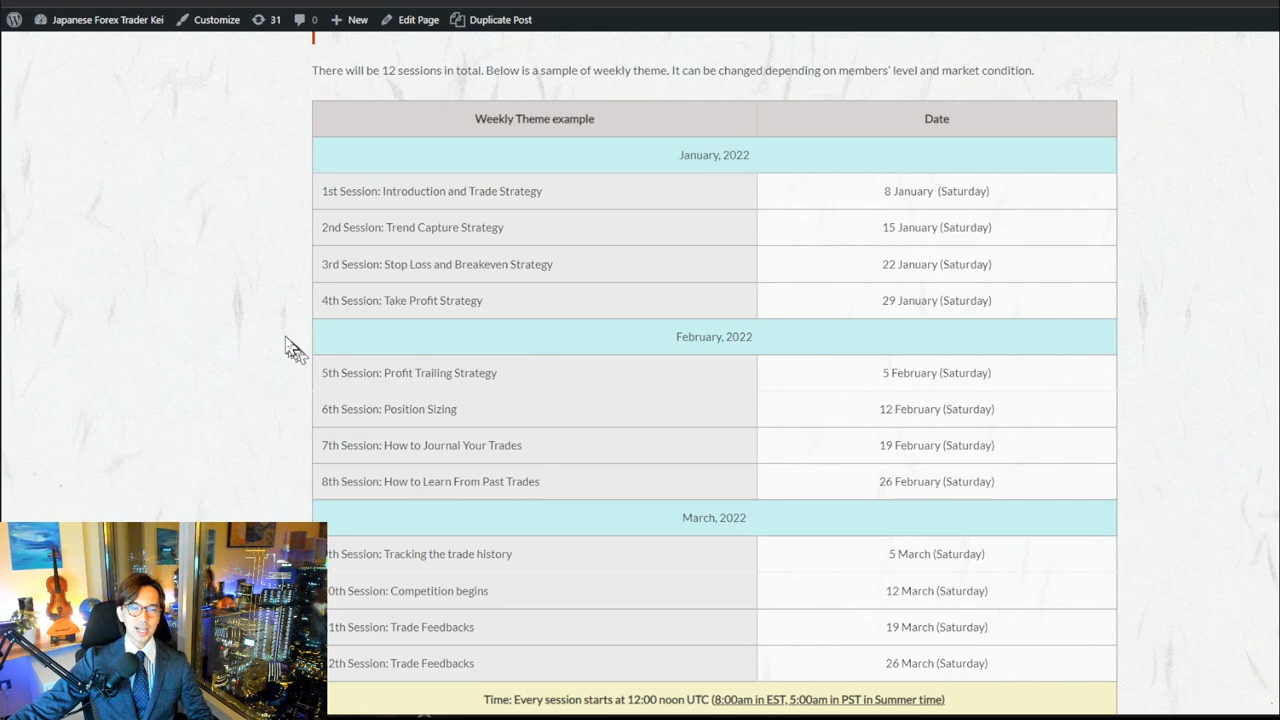 Japanese Forex Trader Kei Customize 31 0 New Edit Page Duplicate Post
There will be 12 sessions in total. Below is a sample of weekly theme. It can be changed depending on members' level and market condition.
Weekly Theme example Date
January, 2022
1st Session: Introduction and Trade Strategy 8 January (Saturday)
2nd Session: Trend Capture Strategy 15 January (Saturday)
3rd Session: Stop Loss and Breakeven Strategy 22 January (Saturday)
4th Session: Take Profit Strategy 29 January (Saturday)
February, 2022
5th Session: Profit Trailing Strategy 5 February (Saturday)
6th Session: Position Sizing 12 February (Saturday)
7th Session: How to Journal Your Trades 19 February (Saturday)
8th Session: How to Learn From Past Trades 26 February (Saturday)
March, 2022
th Session: Tracking the trade history 5 March (Saturday)
0th Session: Competition begins 12 March (Saturday)
1th Session: Trade Feedbacks 19 March (Saturday)
2th Session: Trade Feedbacks 26 March (Saturday)
Time: Every session starts at 12:00 noon UTC (8:00am in EST, 5:00am in PST in Summer time)